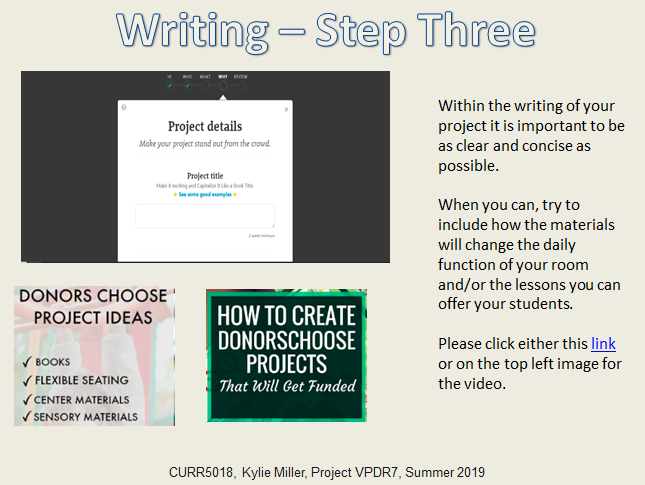 Writing – Step Three
HI WHO WHAT WHY REVIEW
Project details
Make your project stand out from the crowd.
Project title
Make it exciting and Capitalize It Like a Book Title.
See some good examples
2 words minimum
Within the writing of your
project it is important to be
as clear and concise as
possible.
When you can, try to
include how the materials
will change the daily
function of your room
and/or the lessons you can
offer your students.
Please click either this link
or on the top left image for
the video.
DONORS CHOOSE
PROJECT IDEAS
✓ BOOKS
✓ FLEXIBLE SEATING
✓ CENTER MATERIALS
✓ SENSORY MATERIALS
HOW TO CREATE
DONORSCHOOSE
PROJECTS
That Will Get Funded
CURR5018, Kylie Miller, Project VPDR7, Summer 2019